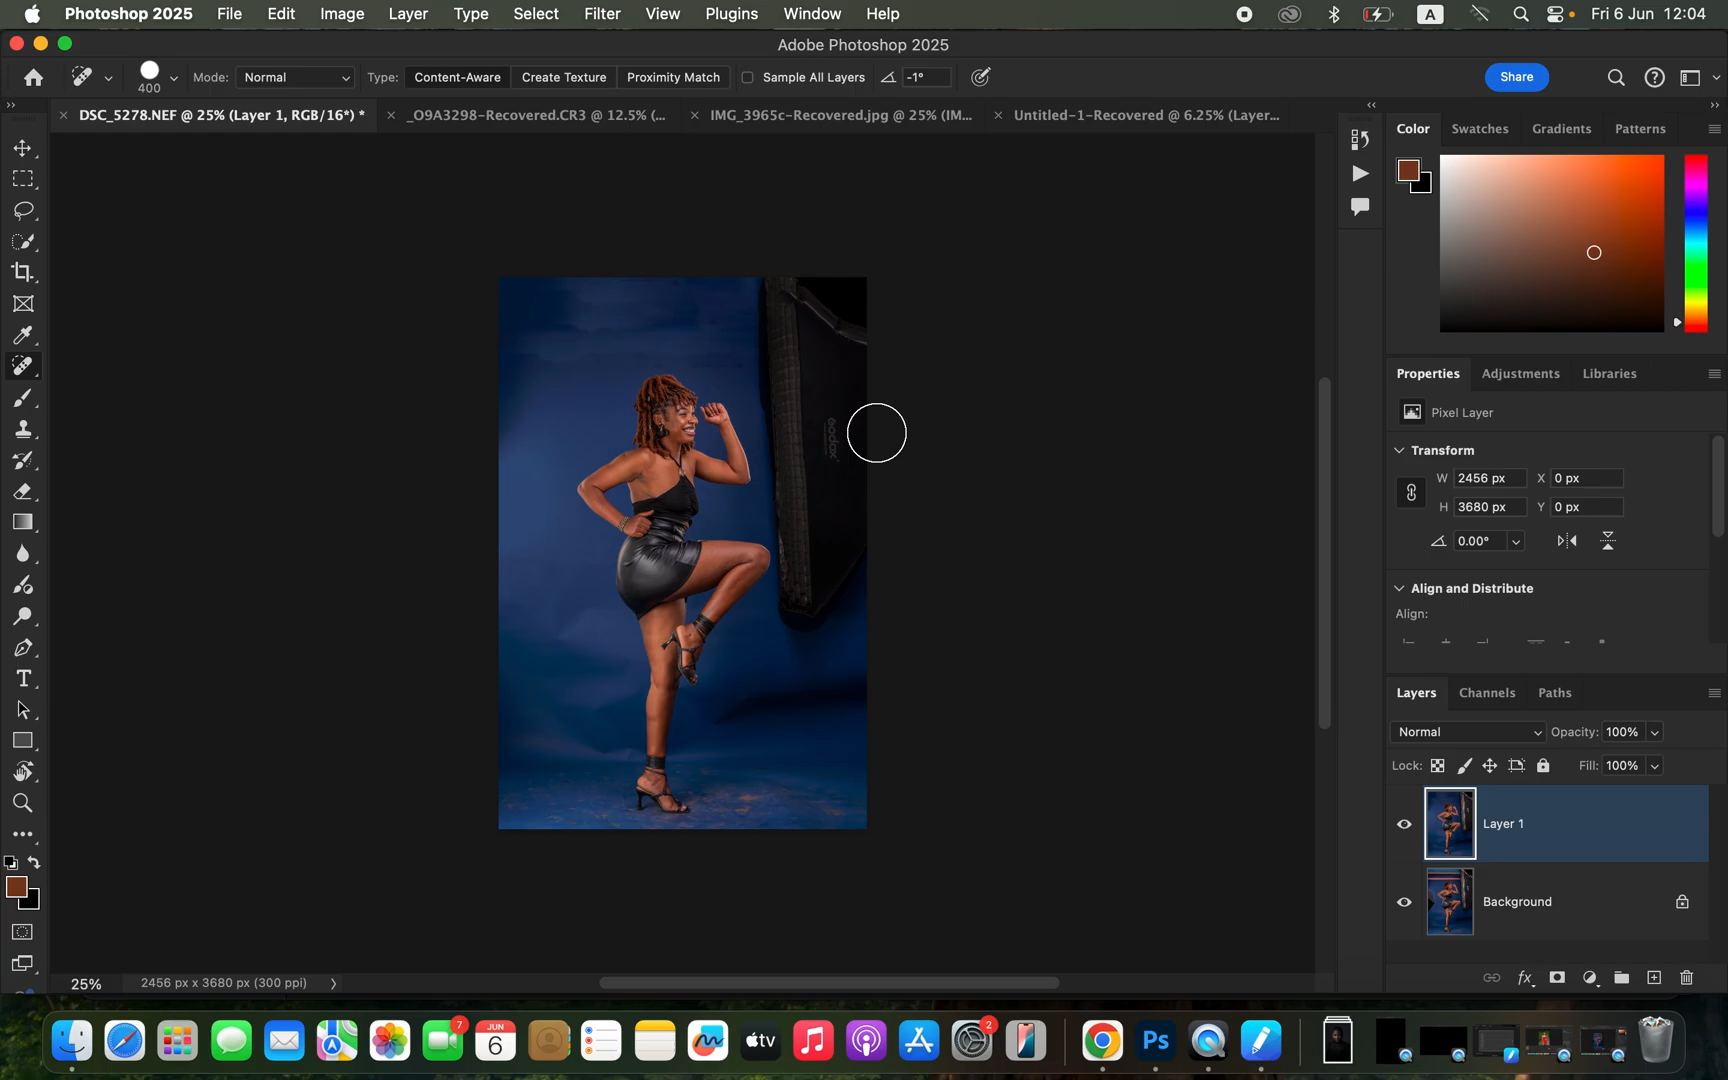 Photoshop 2025 File Edit Image Layer Type Select Filter View Plugins Window Help A Fri 6 Jun 12:04
Adobe Photoshop 2025
400 Mode: Normal Type: Content-Aware Create Texture Proximity Match Sample All Layers -1° Share
DSC_5278.NEF @ 25% (Layer 1, RGB/16*) * _O9A3298-Recovered.CR3 @ 12.5% (... IMG_3965c-Recovered.jpg @ 25% (IM... Untitled-1-Recovered @ 6.25% (Layer...
Color Swatches Gradients Patterns
Properties Adjustments Libraries
Pixel Layer
Transform
W 2456 px X 0 px
H 3680 px Y 0 px
0.00°
Align and Distribute
Align:
Godox
Layers Channels Paths
Normal Opacity: 100%
Lock: Fill: 100%
Layer 1
Background
25% 2456 px x 3680 px (300 ppi)
7 JUN 6 tv 2 Ps